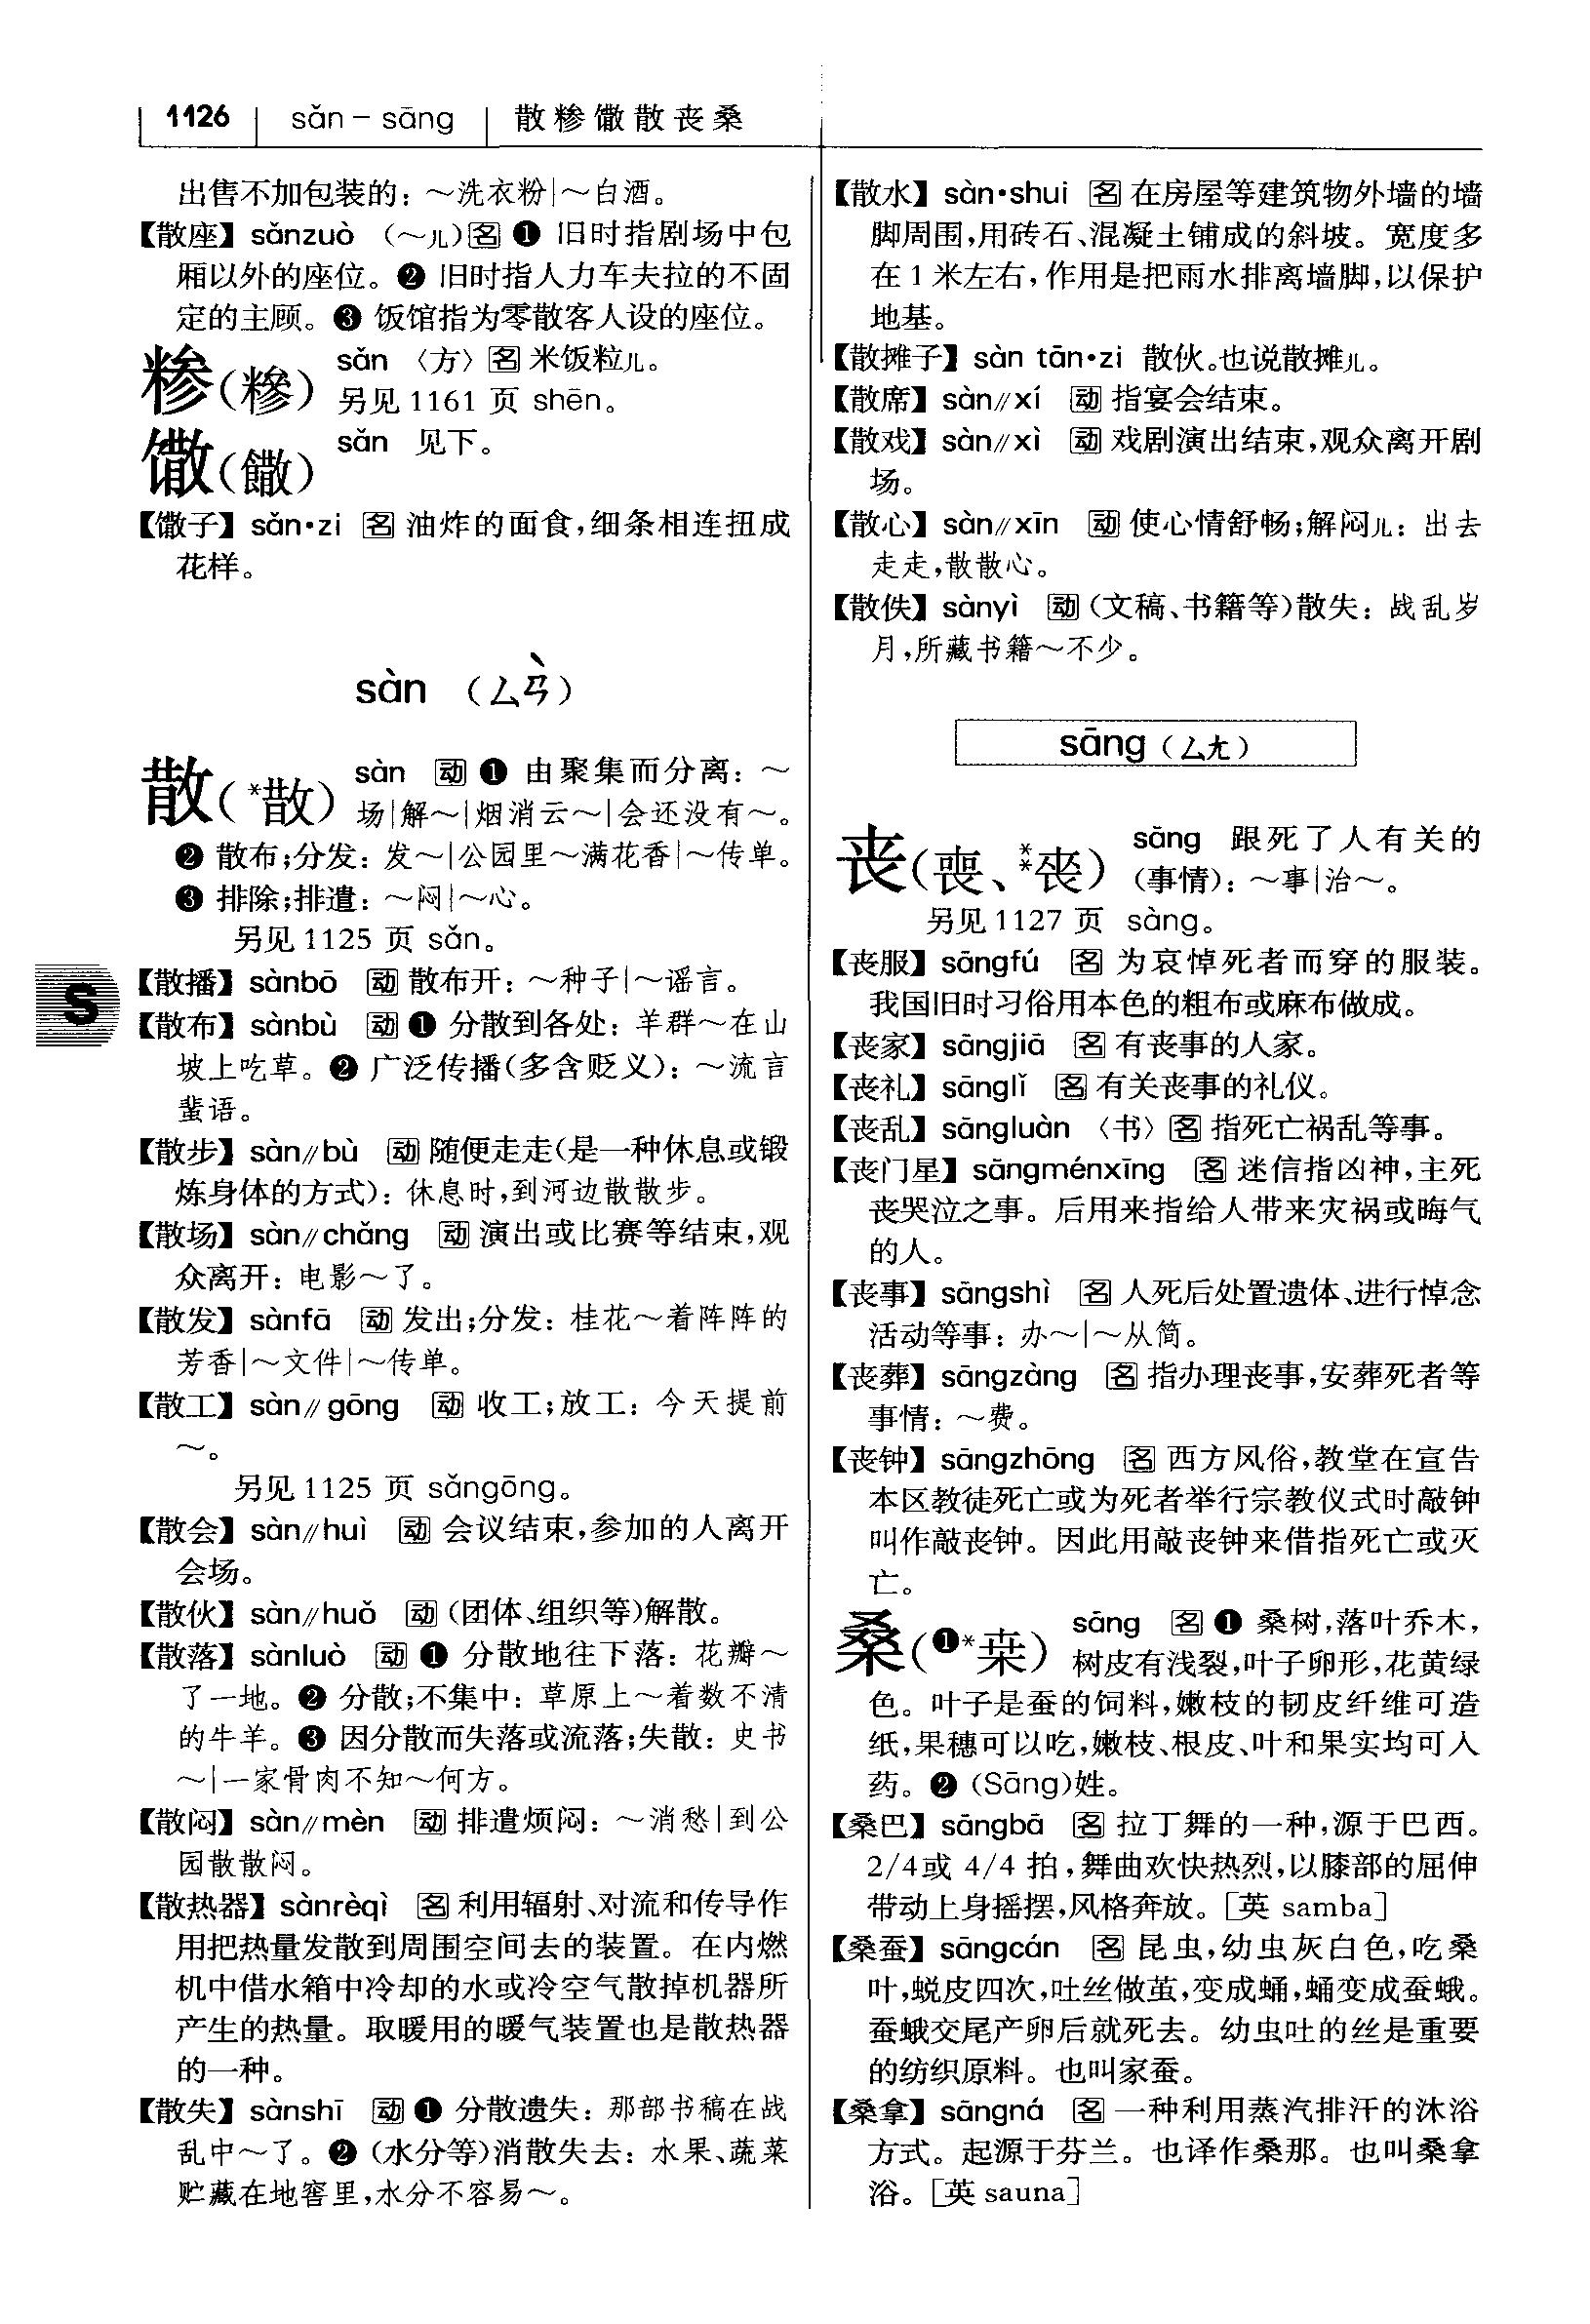 1126 sǎn－sāng 散糁馓散丧桑
出售不加包装的：～洗衣粉|～白酒。
【散座】sǎnzuò （～儿）名 ❶ 旧时指剧场中包
厢以外的座位。❷ 旧时指人力车夫拉的不固
定的主顾。❸ 饭馆指为零散客人设的座位。
糁（糝） sǎn 〈方〉名 米饭粒儿。
另见 1161 页 shēn。
馓（饊） sǎn 见下。
【馓子】sǎn•zi 名 油炸的面食，细条相连扭成
花样。
sàn （ㄙㄢˋ）
散（*㪚） sàn 动 ❶ 由聚集而分离：～
场|解～|烟消云～|会还没有～。
❷ 散布；分发：发～|公园里～满花香|～传单。
❸ 排除；排遣：～闷|～心。
另见 1125 页 sǎn。
【散播】sànbō 动 散布开：～种子|～谣言。
【散布】sànbù 动 ❶ 分散到各处：羊群～在山
坡上吃草。❷ 广泛传播（多含贬义）：～流言
蜚语。
【散步】sàn//bù 动 随便走走（是一种休息或锻
炼身体的方式）：休息时，到河边散散步。
【散场】sàn//chǎng 动 演出或比赛等结束，观
众离开：电影～了。
【散发】sànfā 动 发出；分发：桂花～着阵阵的
芳香|～文件|～传单。
【散工】sàn//gōng 动 收工；放工：今天提前
～。
另见 1125 页 sǎngōng。
【散会】sàn//huì 动 会议结束，参加的人离开
会场。
【散伙】sàn//huǒ 动 （团体、组织等）解散。
【散落】sànluò 动 ❶ 分散地往下落：花瓣～
了一地。❷ 分散；不集中：草原上～着数不清
的牛羊。❸ 因分散而失落或流落；失散：史书
～|一家骨肉不知～何方。
【散闷】sàn//mèn 动 排遣烦闷：～消愁|到公
园散散闷。
【散热器】sànrèqì 名 利用辐射、对流和传导作
用把热量发散到周围空间去的装置。在内燃
机中借水箱中冷却的水或冷空气散掉机器所
产生的热量。取暖用的暖气装置也是散热器
的一种。
【散失】sànshī 动 ❶ 分散遗失：那部书稿在战
乱中～了。❷ （水分等）消散失去：水果、蔬菜
贮藏在地窖里，水分不容易～。
S
【散水】sàn•shui 名 在房屋等建筑物外墙的墙
脚周围，用砖石、混凝土铺成的斜坡。宽度多
在 1 米左右，作用是把雨水排离墙脚，以保护
地基。
【散摊子】sàn tān•zi 散伙。也说散摊儿。
【散席】sàn//xí 动 指宴会结束。
【散戏】sàn//xì 动 戏剧演出结束，观众离开剧
场。
【散心】sàn//xīn 动 使心情舒畅；解闷儿：出去
走走，散散心。
【散佚】sànyì 动 （文稿、书籍等）散失：战乱岁
月，所藏书籍～不少。
sāng（ㄙㄤ）
丧（喪、**䘮） sāng 跟死了人有关的
（事情）：～事|治～。
另见 1127 页 sàng。
【丧服】sāngfú 名 为哀悼死者而穿的服装。
我国旧时习俗用本色的粗布或麻布做成。
【丧家】sāngjiā 名 有丧事的人家。
【丧礼】sānglǐ 名 有关丧事的礼仪。
【丧乱】sāngluàn 〈书〉名 指死亡祸乱等事。
【丧门星】sāngménxīng 名 迷信指凶神，主死
丧哭泣之事。后用来指给人带来灾祸或晦气
的人。
【丧事】sāngshì 名 人死后处置遗体、进行悼念
活动等事：办～|～从简。
【丧葬】sāngzàng 名 指办理丧事，安葬死者等
事情：～费。
【丧钟】sāngzhōng 名 西方风俗，教堂在宣告
本区教徒死亡或为死者举行宗教仪式时敲钟
叫作敲丧钟。因此用敲丧钟来借指死亡或灭
亡。
桑（❶*桒） sāng 名 ❶ 桑树，落叶乔木，
树皮有浅裂，叶子卵形，花黄绿
色。叶子是蚕的饲料，嫩枝的韧皮纤维可造
纸，果穗可以吃，嫩枝、根皮、叶和果实均可入
药。❷ （Sāng）姓。
【桑巴】sāngbā 名 拉丁舞的一种，源于巴西。
2/4或 4/4 拍，舞曲欢快热烈，以膝部的屈伸
带动上身摇摆，风格奔放。［英 samba］
【桑蚕】sāngcán 名 昆虫，幼虫灰白色，吃桑
叶，蜕皮四次，吐丝做茧，变成蛹，蛹变成蚕蛾。
蚕蛾交尾产卵后就死去。幼虫吐的丝是重要
的纺织原料。也叫家蚕。
【桑拿】sāngná 名 一种利用蒸汽排汗的沐浴
方式。起源于芬兰。也译作桑那。也叫桑拿
浴。［英 sauna］